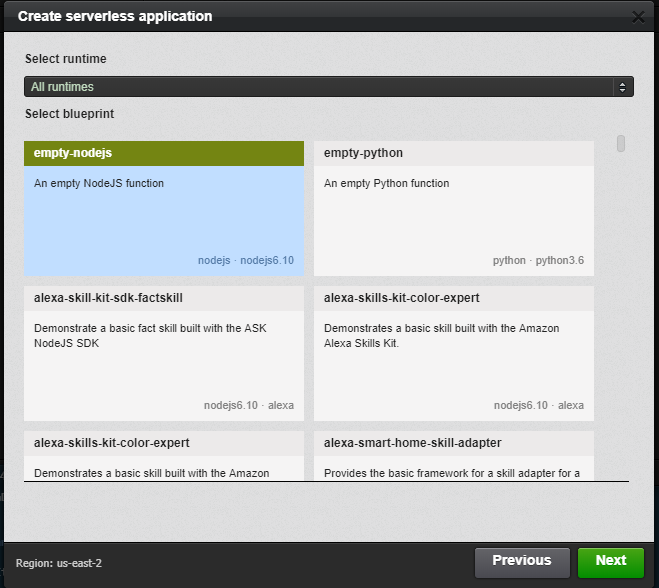 Create serverless application
Select runtime
All runtimes
Select blueprint
empty-nodejs
An empty NodeJS function
nodejs · nodejs6.10
empty-python
An empty Python function
python · python3.6
alexa-skill-kit-sdk-factskill
Demonstrate a basic fact skill built with the ASK
NodeJS SDK
nodejs6.10 · alexa
alexa-skills-kit-color-expert
Demonstrates a basic skill built with the Amazon
Alexa Skills Kit.
nodejs6.10 · alexa
alexa-skills-kit-color-expert
Demonstrates a basic skill built with the Amazon
alexa-smart-home-skill-adapter
Provides the basic framework for a skill adapter for a
Region: us-east-2
Previous
Next